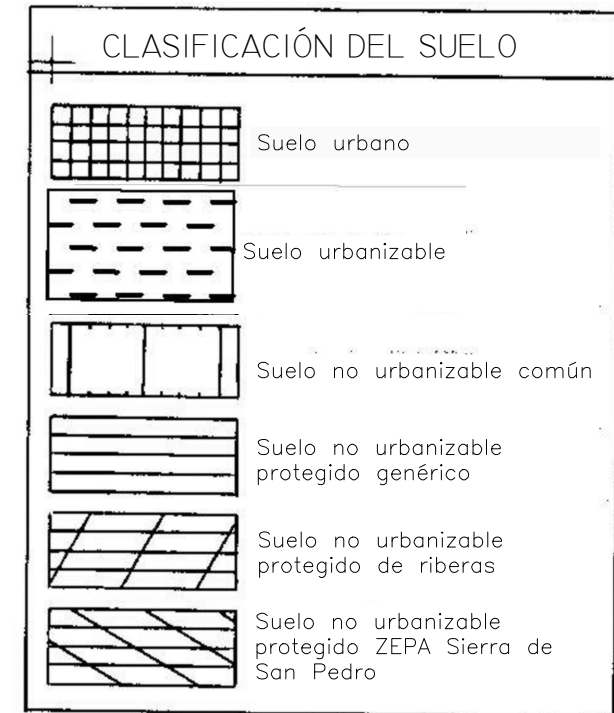 CLASIFICACIÓN DEL SUELO
Suelo urbano
Suelo urbanizable
Suelo no urbanizable común
Suelo no urbanizable
protegido genérico
Suelo no urbanizable
protegido de riberas
Suelo no urbanizable
protegido ZEPA Sierra de
San Pedro